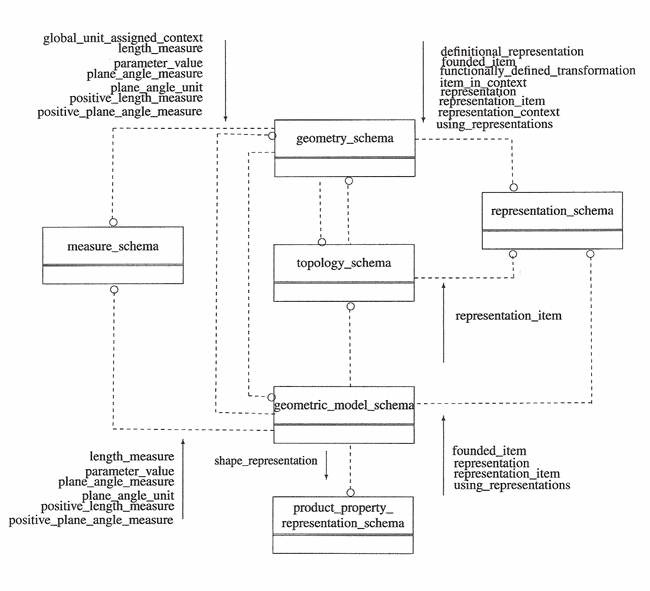 global_unit_assigned_context
length_measure
parameter_value
plane_angle_measure
plane_angle_unit
positive_length_measure
positive_plane_angle_measure
definitional_representation
founded_item
functionally_defined_transformation
item_in_context
representation
representation_item
representation_context
using_representations
geometry_schema
representation_schema
measure_schema
topology_schema
representation_item
geometric_model_schema
length_measure
parameter_value
plane_angle_measure
plane_angle_unit
positive_length_measure
positive_plane_angle_measure
shape_representation
founded_item
representation
representation_item
using_representations
product_property_
representation_schema